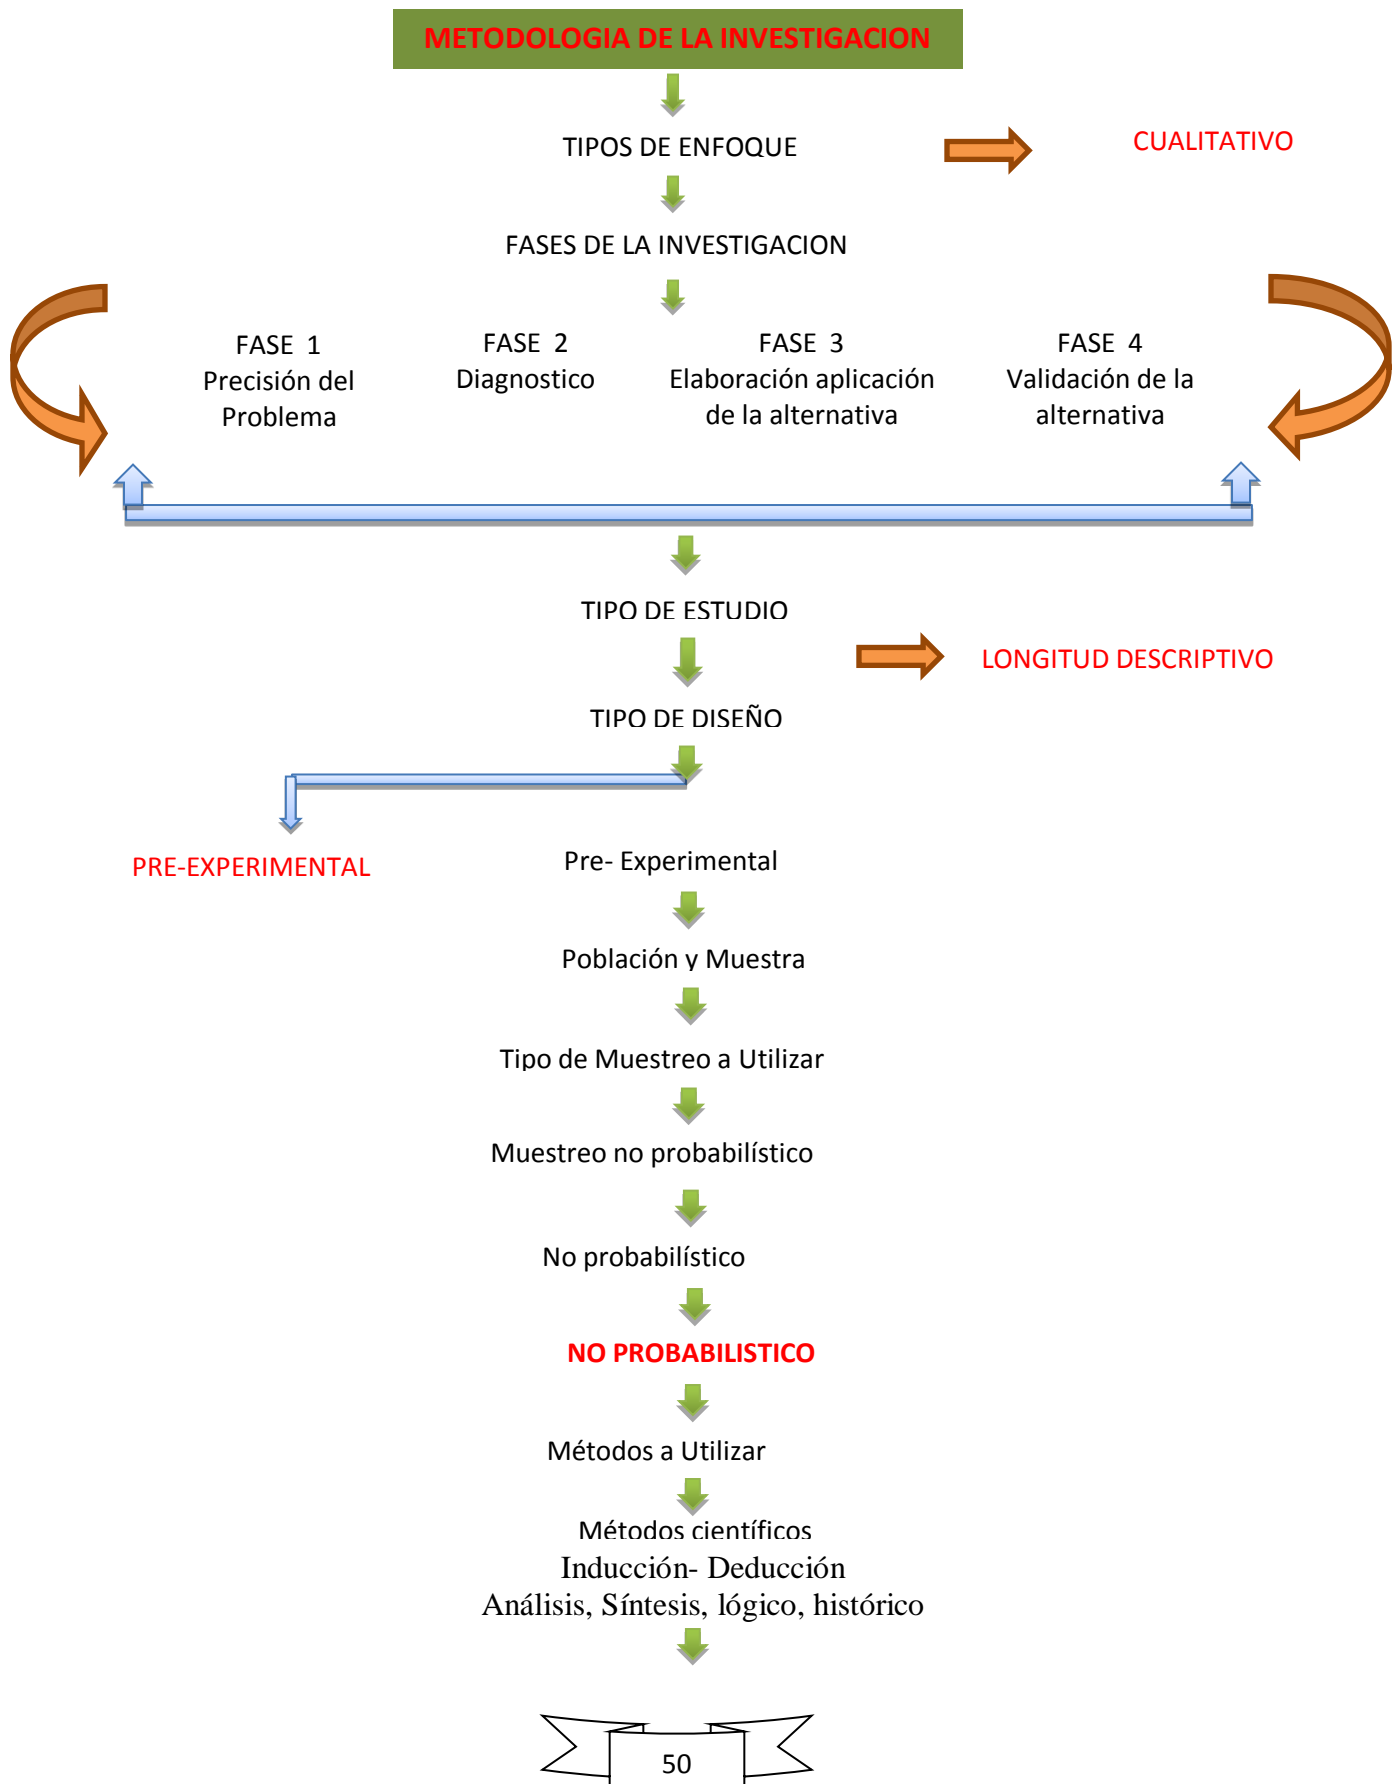 METODOLOGIA DE LA INVESTIGACION
TIPOS DE ENFOQUE
CUALITATIVO
FASES DE LA INVESTIGACION
FASE 1
Precisión del
Problema
FASE 2
Diagnostico
FASE 3
Elaboración aplicación
de la alternativa
FASE 4
Validación de la
alternativa
TIPO DE ESTUDIO
LONGITUD DESCRIPTIVO
TIPO DE DISEÑO
PRE-EXPERIMENTAL
Pre- Experimental
Población y Muestra
Tipo de Muestreo a Utilizar
Muestreo no probabilístico
No probabilístico
NO PROBABILISTICO
Métodos a Utilizar
Métodos científicos
Inducción- Deducción
Análisis, Síntesis, lógico, histórico
50